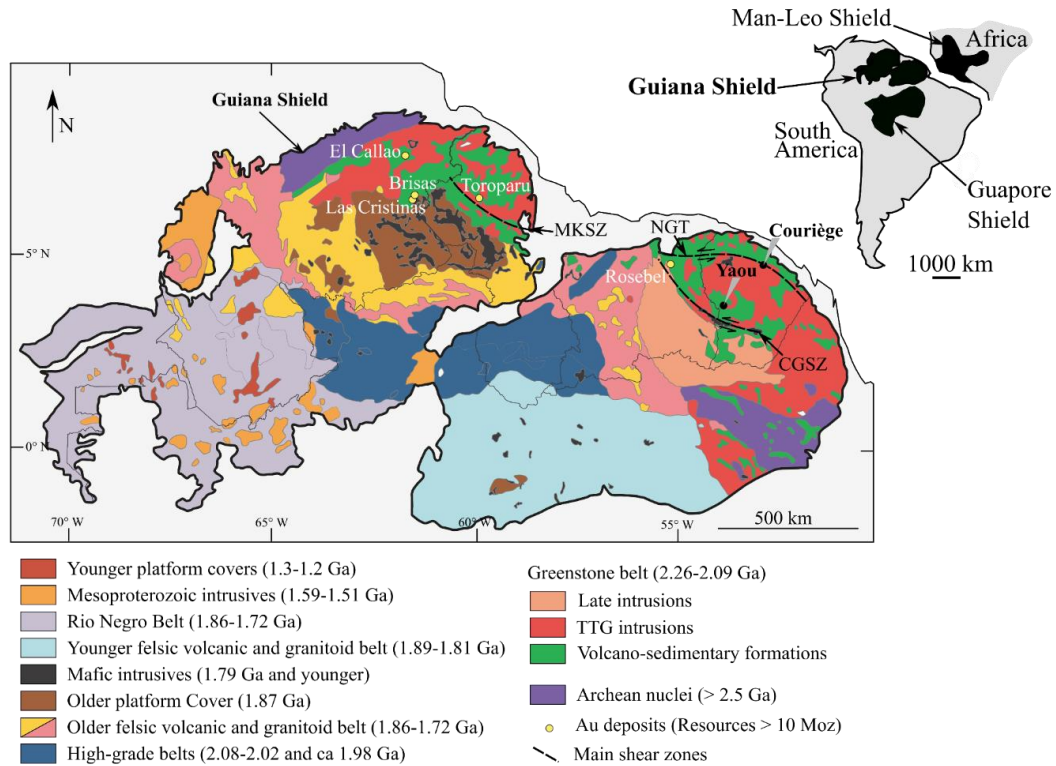 Man-Leo Shield
Africa
Guiana Shield
South
America
Guapore
Shield
1000 km
N
Guiana Shield
El Callao
Brisas
Las Cristinas
Toroparu
MKSZ
NGT
Couriège
Rosebel
Yaou
CGSZ
5° N
0° N
70° W
65° W
60° W
55° W
500 km
Younger platform covers (1.3-1.2 Ga)
Mesoproterozoic intrusives (1.59-1.51 Ga)
Rio Negro Belt (1.86-1.72 Ga)
Younger felsic volcanic and granitoid belt (1.89-1.81 Ga)
Mafic intrusives (1.79 Ga and younger)
Older platform Cover (1.87 Ga)
Older felsic volcanic and granitoid belt (1.86-1.72 Ga)
High-grade belts (2.08-2.02 and ca 1.98 Ga)
Greenstone belt (2.26-2.09 Ga)
Late intrusions
TTG intrusions
Volcano-sedimentary formations
Archean nuclei (> 2.5 Ga)
Au deposits (Resources > 10 Moz)
Main shear zones